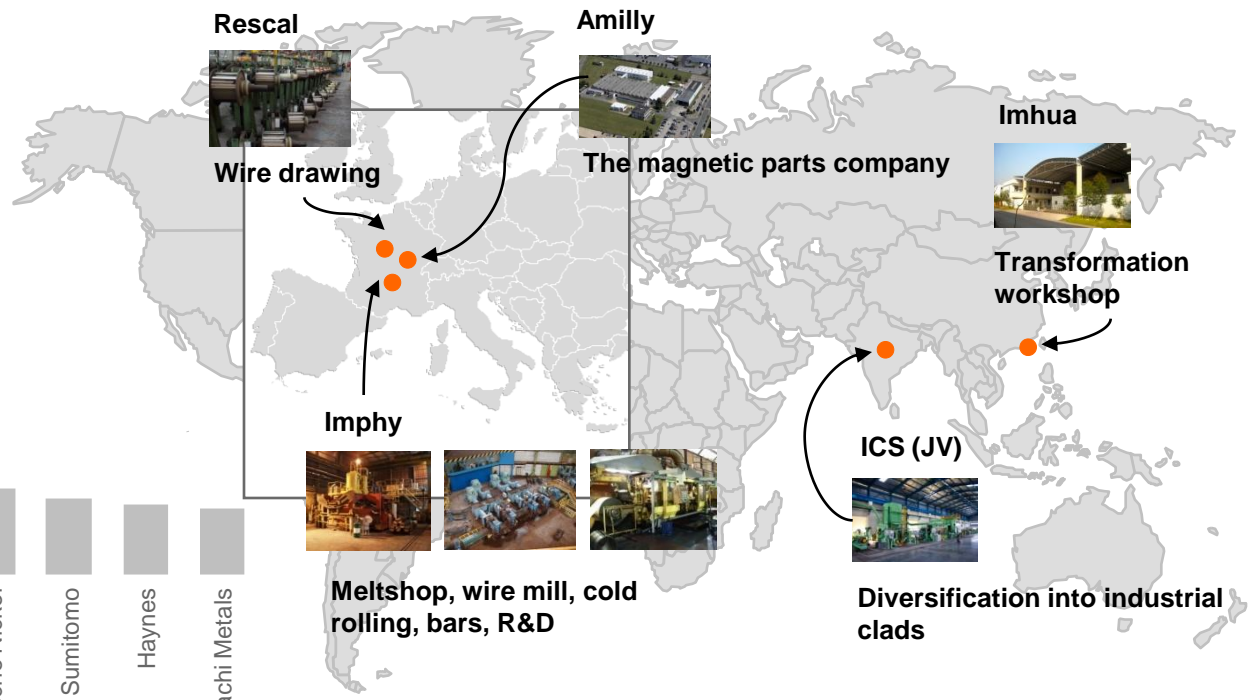 Rescal
Amilly
Imhua
Wire drawing
The magnetic parts company
Transformation
workshop
Imphy
ICS (JV)
Meltshop, wire mill, cold
rolling, bars, R&D
Diversification into industrial
clads
Sumitomo
Haynes
Metals